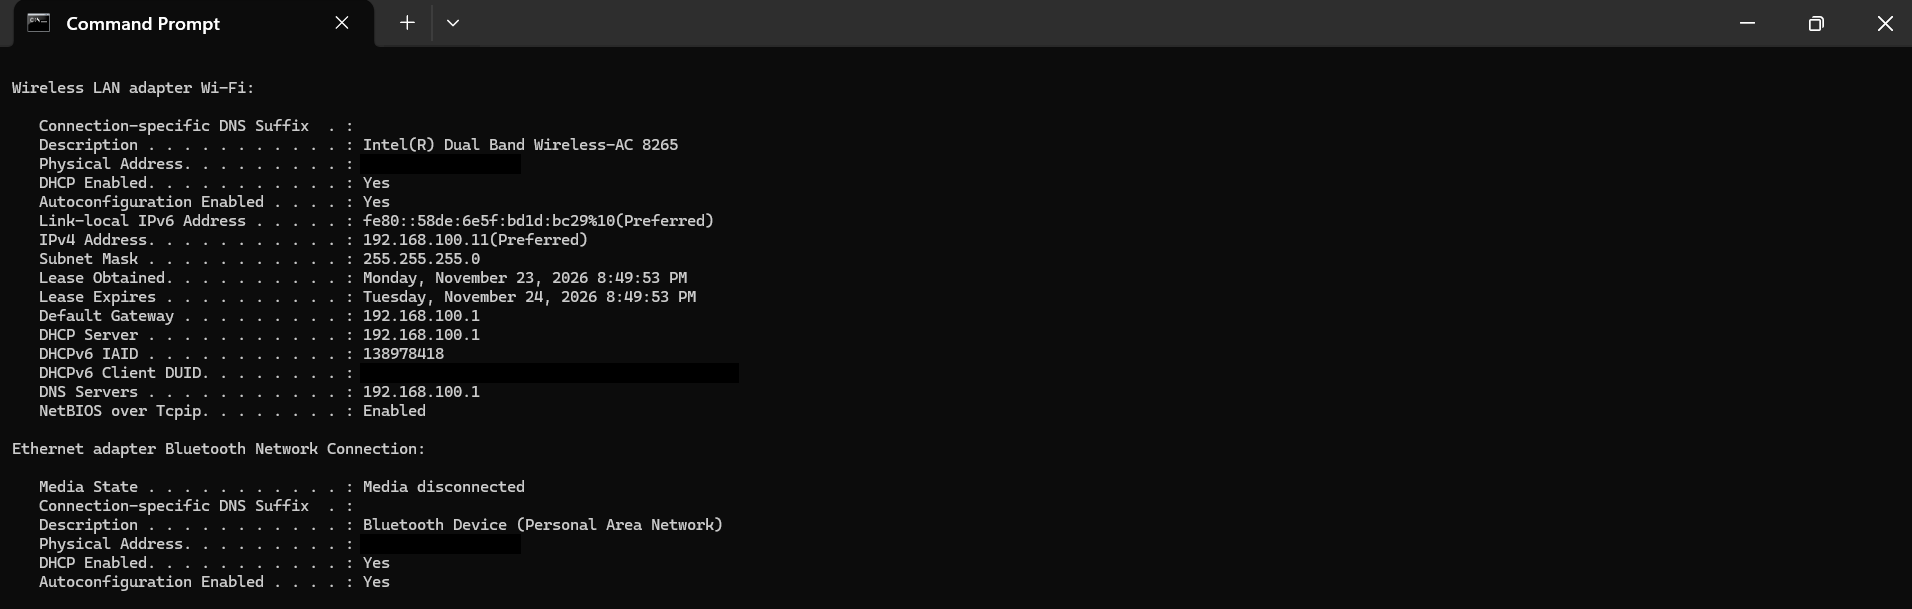 Command Prompt
Wireless LAN adapter Wi-Fi:
Connection-specific DNS Suffix  . :
Description . . . . . . . . . . . : Intel(R) Dual Band Wireless-AC 8265
Physical Address. . . . . . . . . :
DHCP Enabled. . . . . . . . . . . : Yes
Autoconfiguration Enabled . . . . : Yes
Link-local IPv6 Address . . . . . : fe80::58de:6e5f:bd1d:bc29%10(Preferred)
IPv4 Address. . . . . . . . . . . : 192.168.100.11(Preferred)
Subnet Mask . . . . . . . . . . . : 255.255.255.0
Lease Obtained. . . . . . . . . . : Monday, November 23, 2026 8:49:53 PM
Lease Expires . . . . . . . . . . : Tuesday, November 24, 2026 8:49:53 PM
Default Gateway . . . . . . . . . : 192.168.100.1
DHCP Server . . . . . . . . . . . : 192.168.100.1
DHCPv6 IAID . . . . . . . . . . . : 138978418
DHCPv6 Client DUID. . . . . . . . :
DNS Servers . . . . . . . . . . . : 192.168.100.1
NetBIOS over Tcpip. . . . . . . . : Enabled
Ethernet adapter Bluetooth Network Connection:
Media State . . . . . . . . . . . : Media disconnected
Connection-specific DNS Suffix  . :
Description . . . . . . . . . . . : Bluetooth Device (Personal Area Network)
Physical Address. . . . . . . . . :
DHCP Enabled. . . . . . . . . . . : Yes
Autoconfiguration Enabled . . . . : Yes